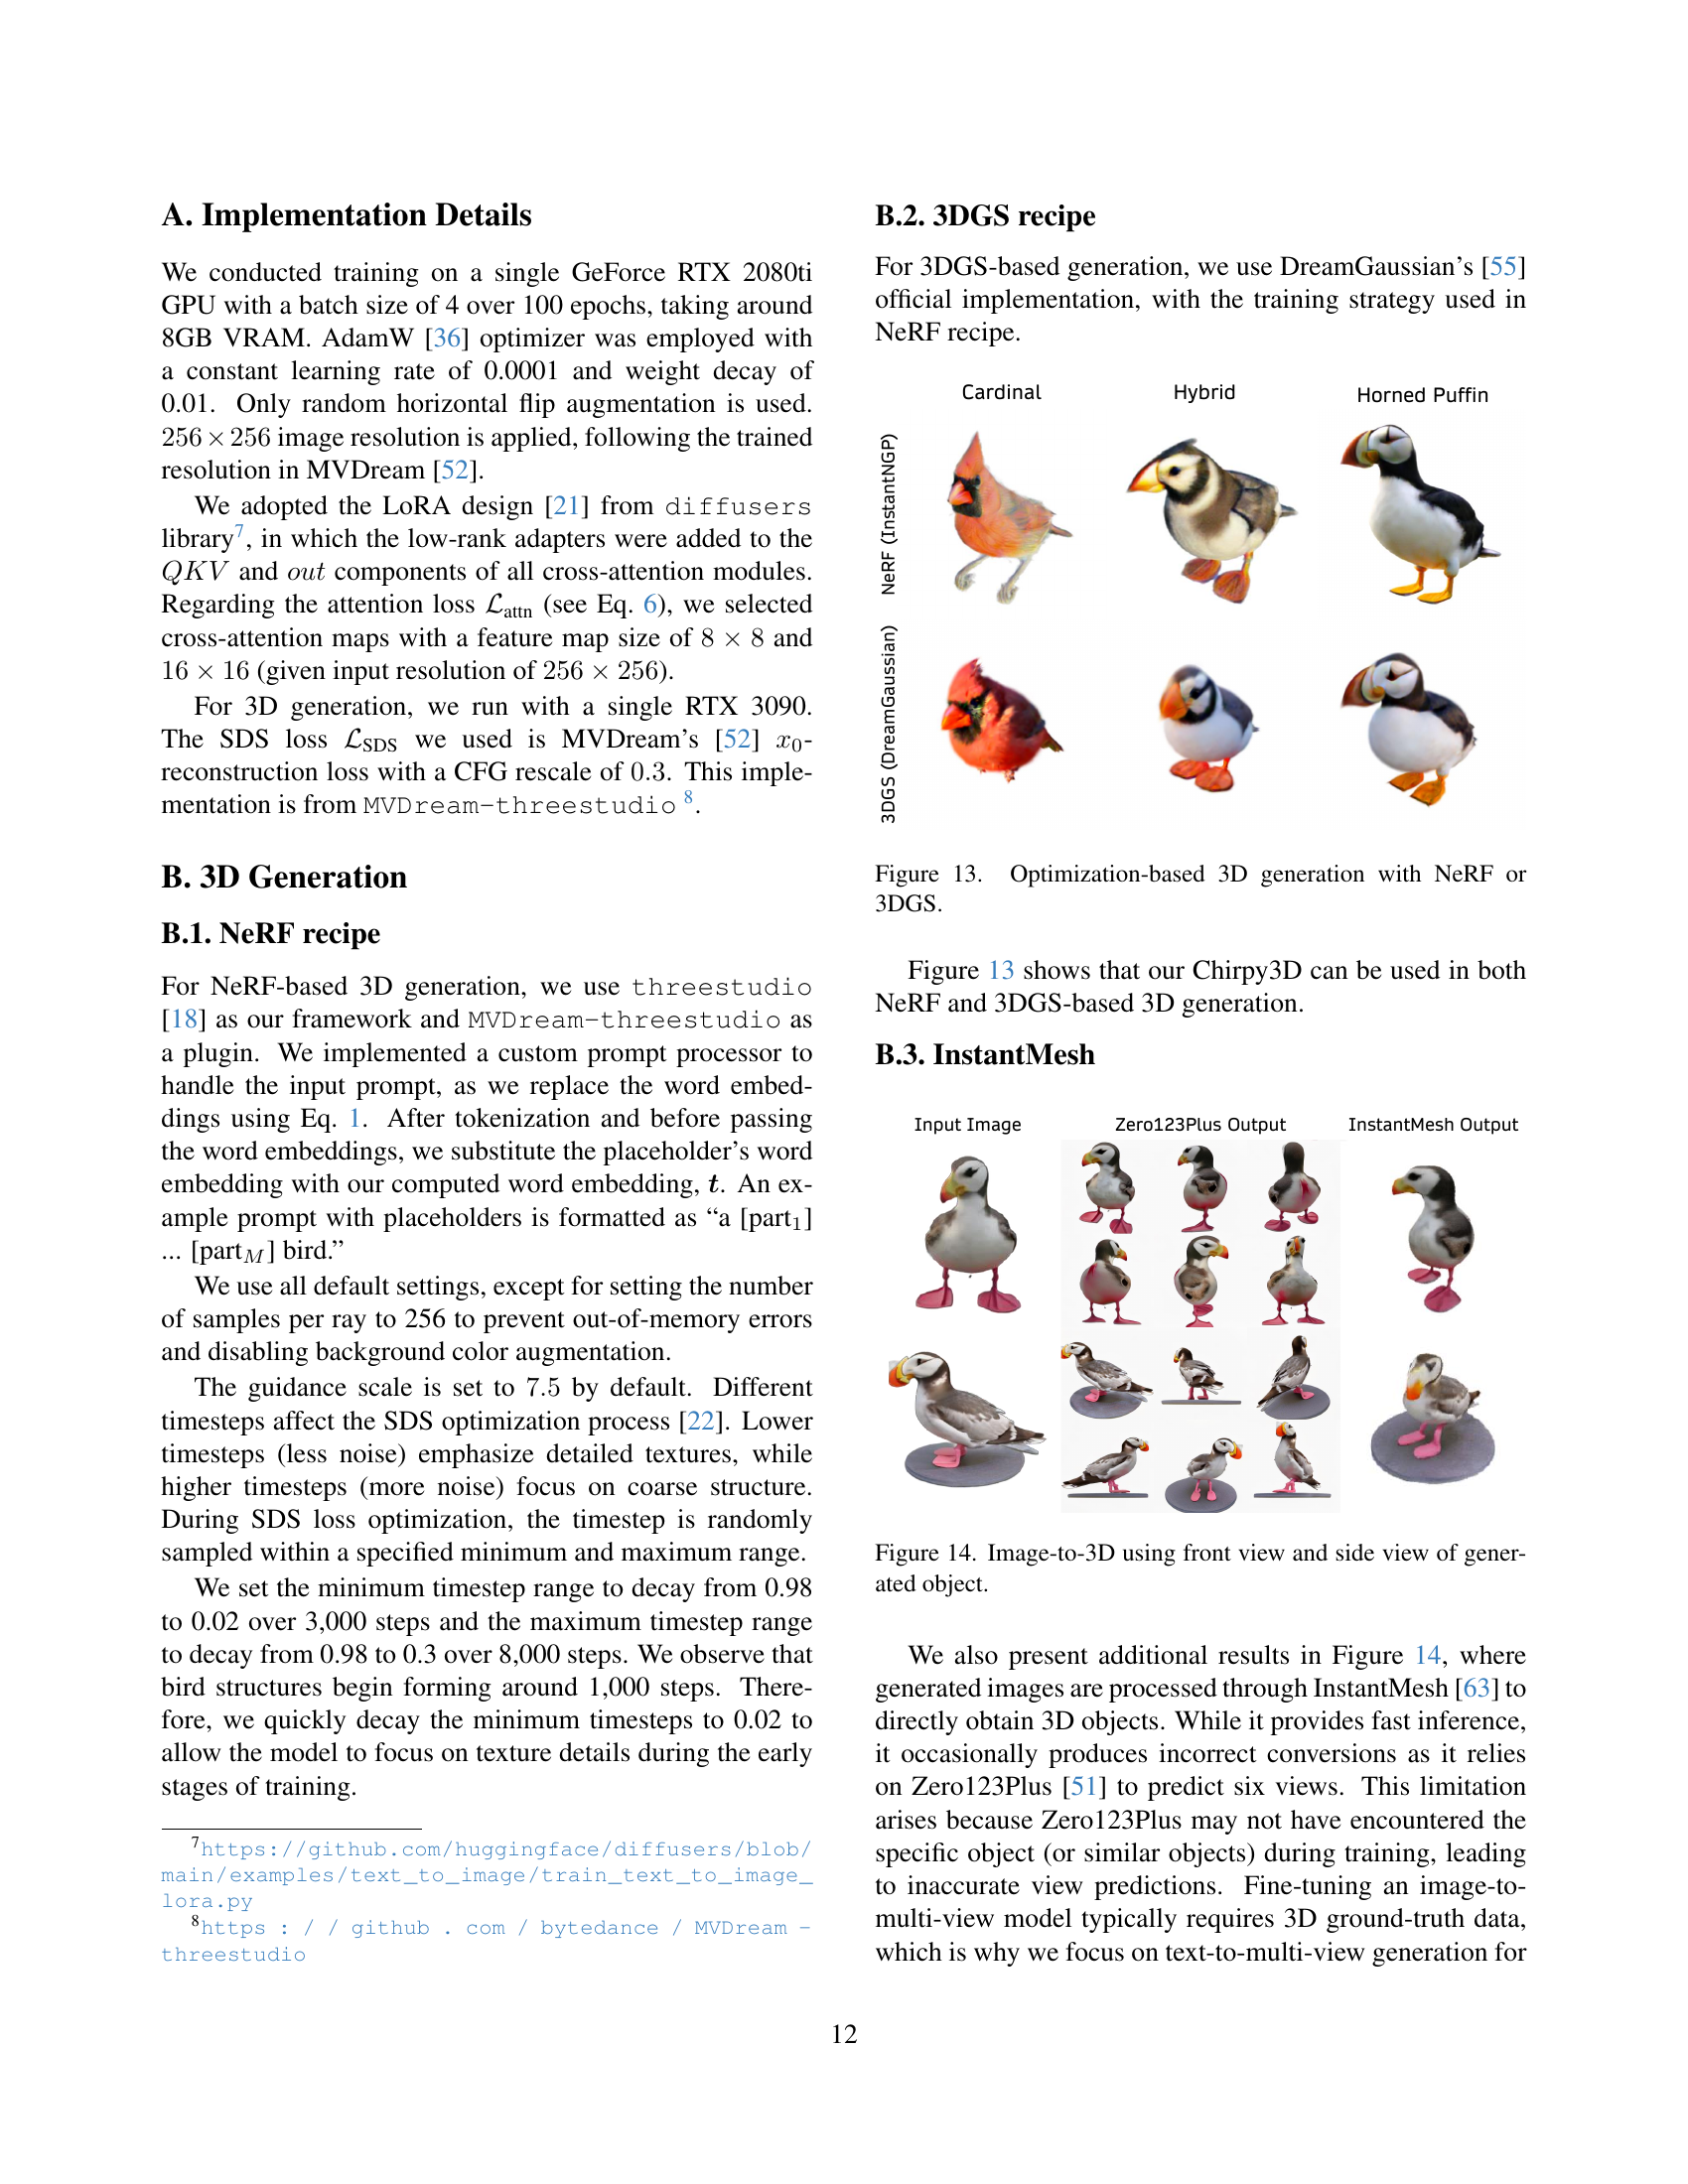 A. Implementation Details
We conducted training on a single GeForce RTX 2080ti
GPU with a batch size of 4 over 100 epochs, taking around
8GB VRAM. AdamW [36] optimizer was employed with
a constant learning rate of 0.0001 and weight decay of
0.01. Only random horizontal flip augmentation is used.
256 × 256 image resolution is applied, following the trained
resolution in MVDream [52].
We adopted the LoRA design [21] from diffusers
library⁷, in which the low-rank adapters were added to the
QKV and out components of all cross-attention modules.
Regarding the attention loss ℒattn (see Eq. 6), we selected
cross-attention maps with a feature map size of 8 × 8 and
16 × 16 (given input resolution of 256 × 256).
For 3D generation, we run with a single RTX 3090.
The SDS loss ℒSDS we used is MVDream's [52] x₀-
reconstruction loss with a CFG rescale of 0.3. This imple-
mentation is from MVDream-threestudio ⁸.
B. 3D Generation
B.1. NeRF recipe
For NeRF-based 3D generation, we use threestudio
[18] as our framework and MVDream-threestudio as
a plugin. We implemented a custom prompt processor to
handle the input prompt, as we replace the word embed-
dings using Eq. 1. After tokenization and before passing
the word embeddings, we substitute the placeholder's word
embedding with our computed word embedding, t. An ex-
ample prompt with placeholders is formatted as “a [part₁]
... [partM] bird.”
We use all default settings, except for setting the number
of samples per ray to 256 to prevent out-of-memory errors
and disabling background color augmentation.
The guidance scale is set to 7.5 by default. Different
timesteps affect the SDS optimization process [22]. Lower
timesteps (less noise) emphasize detailed textures, while
higher timesteps (more noise) focus on coarse structure.
During SDS loss optimization, the timestep is randomly
sampled within a specified minimum and maximum range.
We set the minimum timestep range to decay from 0.98
to 0.02 over 3,000 steps and the maximum timestep range
to decay from 0.98 to 0.3 over 8,000 steps. We observe that
bird structures begin forming around 1,000 steps. There-
fore, we quickly decay the minimum timesteps to 0.02 to
allow the model to focus on texture details during the early
stages of training.
⁷https://github.com/huggingface/diffusers/blob/
main/examples/text_to_image/train_text_to_image_
lora.py
⁸https : / / github . com / bytedance / MVDream -
threestudio
B.2. 3DGS recipe
For 3DGS-based generation, we use DreamGaussian's [55]
official implementation, with the training strategy used in
NeRF recipe.
Cardinal Hybrid Horned Puffin
NeRF (InstantNGP)
3DGS (DreamGaussian)
Figure 13. Optimization-based 3D generation with NeRF or
3DGS.
Figure 13 shows that our Chirpy3D can be used in both
NeRF and 3DGS-based 3D generation.
B.3. InstantMesh
Input Image Zero123Plus Output InstantMesh Output
Figure 14. Image-to-3D using front view and side view of gener-
ated object.
We also present additional results in Figure 14, where
generated images are processed through InstantMesh [63] to
directly obtain 3D objects. While it provides fast inference,
it occasionally produces incorrect conversions as it relies
on Zero123Plus [51] to predict six views. This limitation
arises because Zero123Plus may not have encountered the
specific object (or similar objects) during training, leading
to inaccurate view predictions. Fine-tuning an image-to-
multi-view model typically requires 3D ground-truth data,
which is why we focus on text-to-multi-view generation for
12